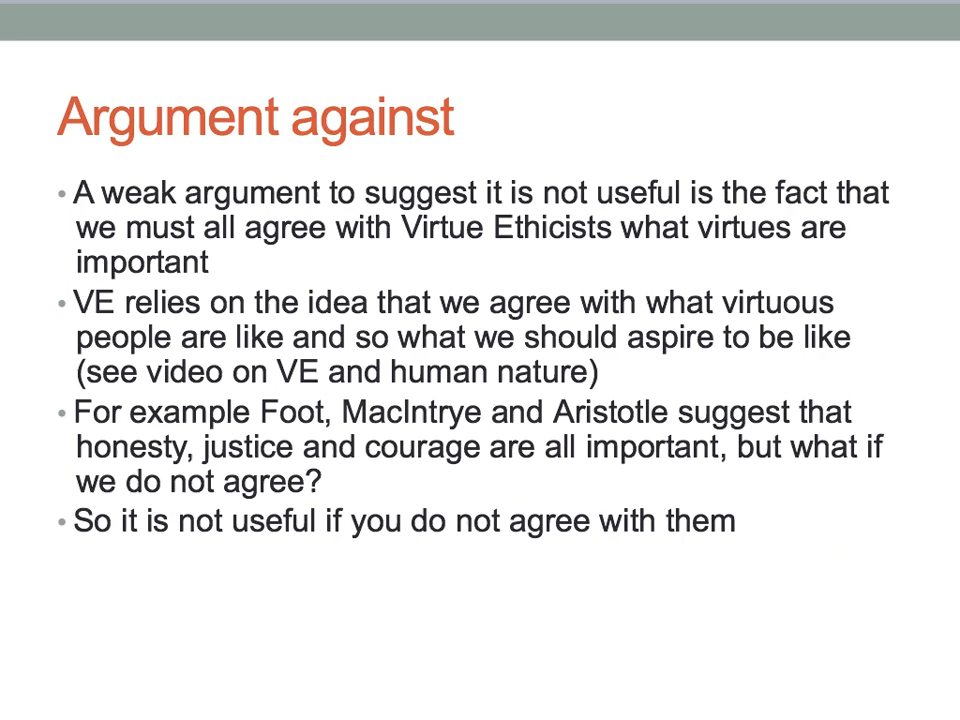 Argument against
• A weak argument to suggest it is not useful is the fact that
we must all agree with Virtue Ethicists what virtues are
important
• VE relies on the idea that we agree with what virtuous
people are like and so what we should aspire to be like
(see video on VE and human nature)
• For example Foot, MacIntrye and Aristotle suggest that
honesty, justice and courage are all important, but what if
we do not agree?
• So it is not useful if you do not agree with them